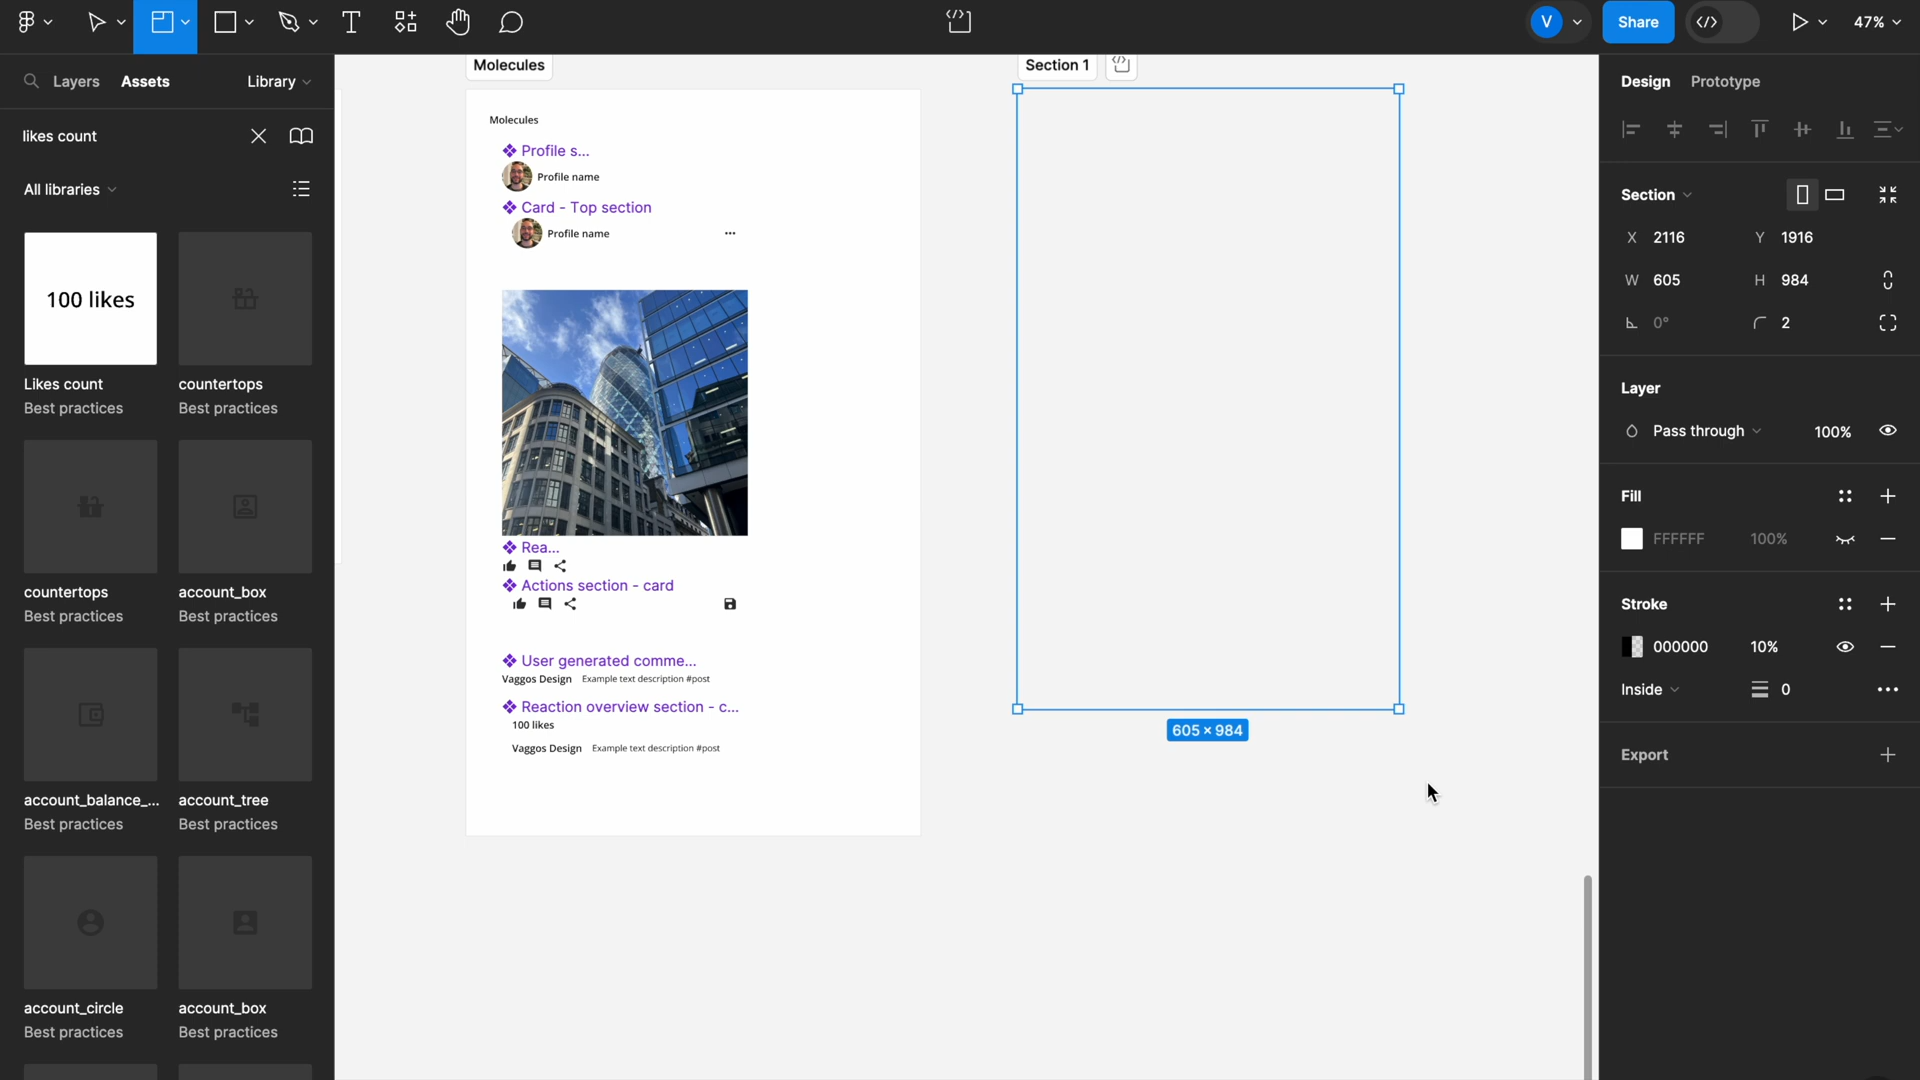 T
V
Share
47%
Layers
Assets
Library
likes count
All libraries
100 likes
Likes count
Best practices
countertops
Best practices
countertops
Best practices
account_box
Best practices
account_balance_...
Best practices
account_tree
Best practices
account_circle
Best practices
account_box
Best practices
Molecules
Molecules
Profile s...
Profile name
Card - Top section
Profile name
Rea...
Actions section - card
User generated comme...
Vaggos Design Example text description #post
Reaction overview section - c...
100 likes
Vaggos Design Example text description #post
Section 1
605 × 984
Design
Prototype
Section
X 2116
Y 1916
W 605
H 984
0°
2
Layer
Pass through
100%
Fill
FFFFFF 100%
Stroke
000000 10%
Inside
0
Export